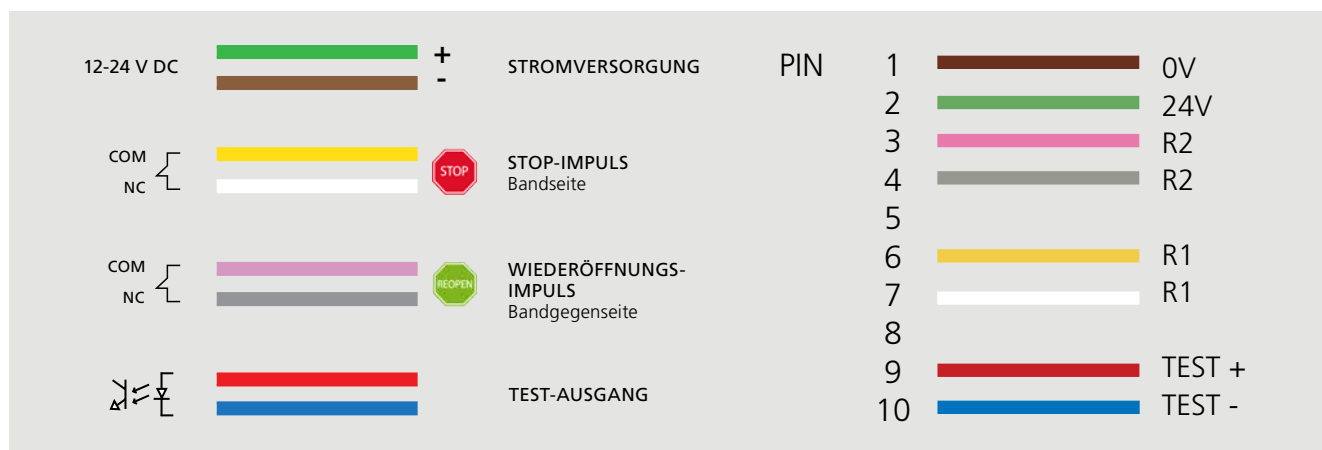 12-24 V DC
+
-
STROMVERSORGUNG
COM
NC
STOP
STOP-IMPULS
Bandseite
COM
NC
REOPEN
WIEDERÖFFNUNGS-
IMPULS
Bandgegenseite
TEST-AUSGANG
PIN 1 0V
2 24V
3 R2
4 R2
5
6 R1
7 R1
8
9 TEST +
10 TEST -